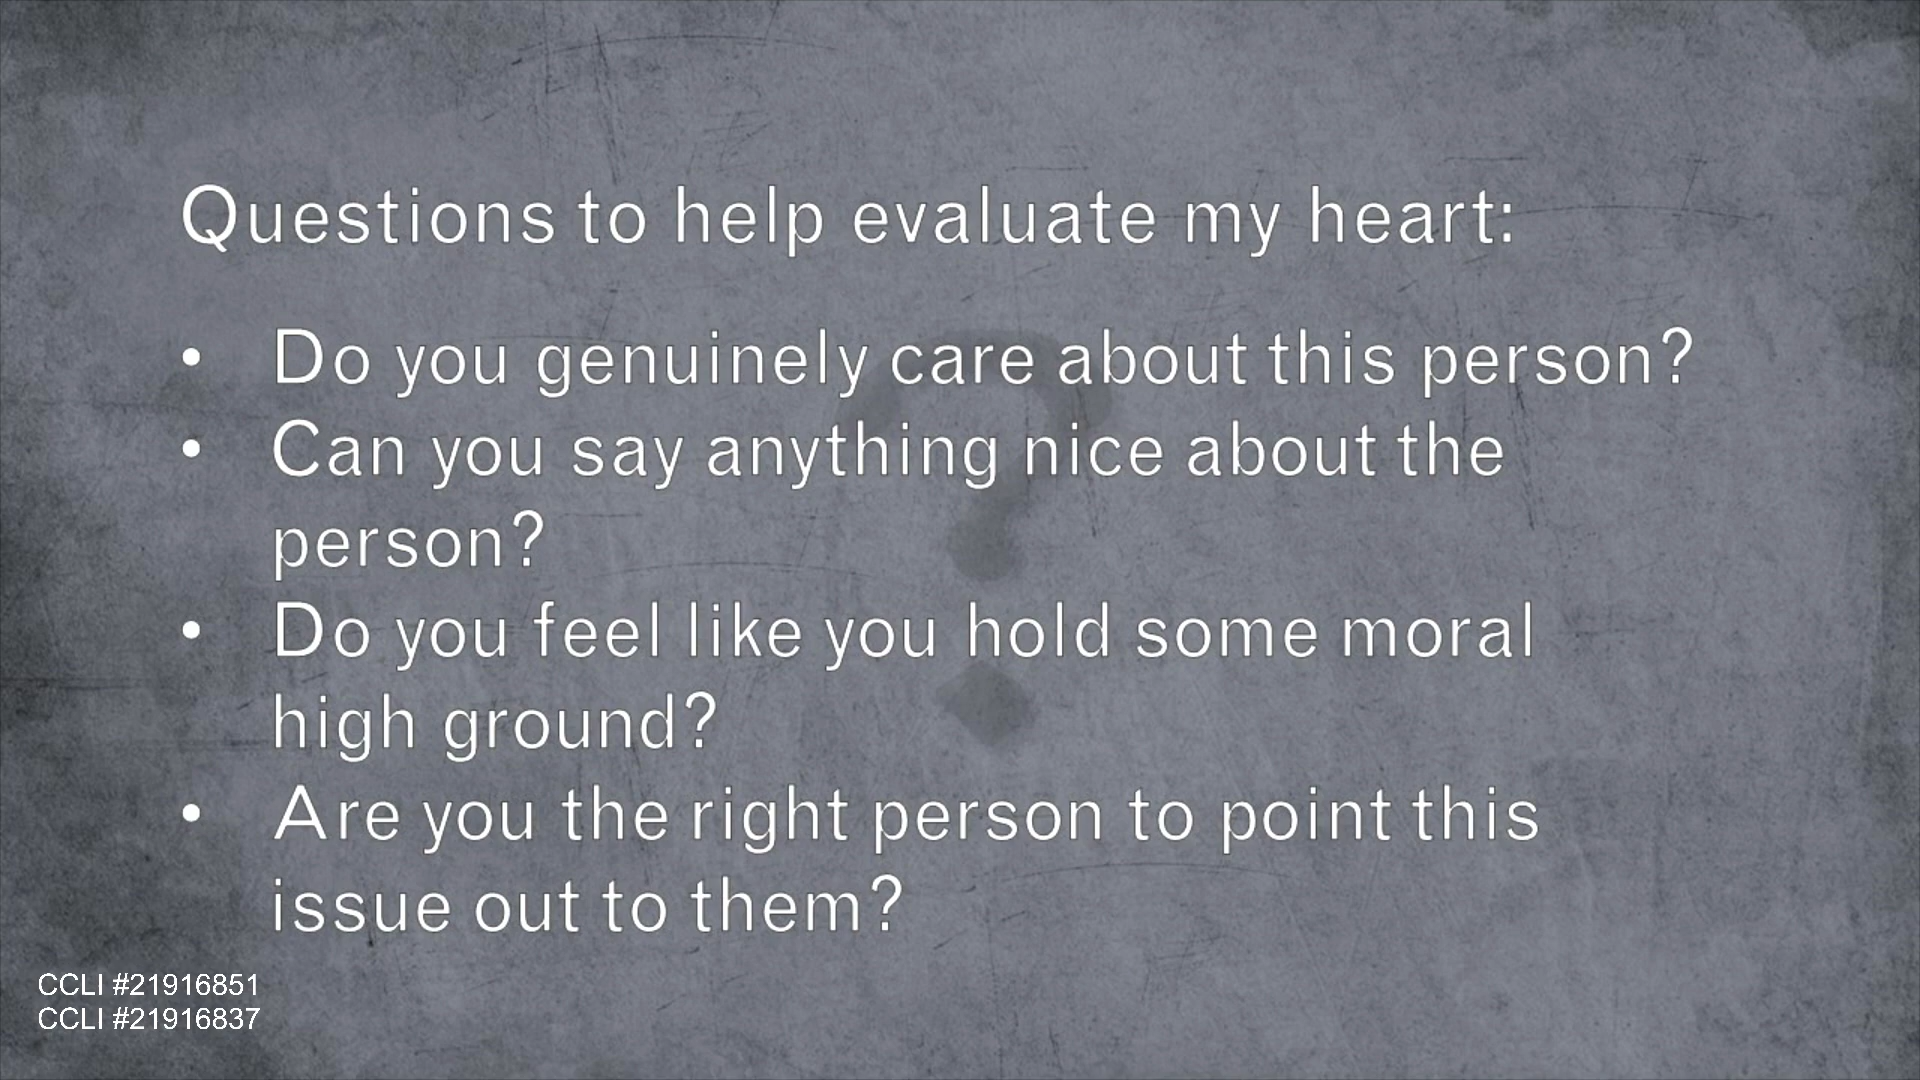 Questions to help evaluate my heart:
• Do you genuinely care about this person?
• Can you say anything nice about the
person?
• Do you feel like you hold some moral
high ground?
• Are you the right person to point this
issue out to them?
CCLI #21916851
CCLI #21916837